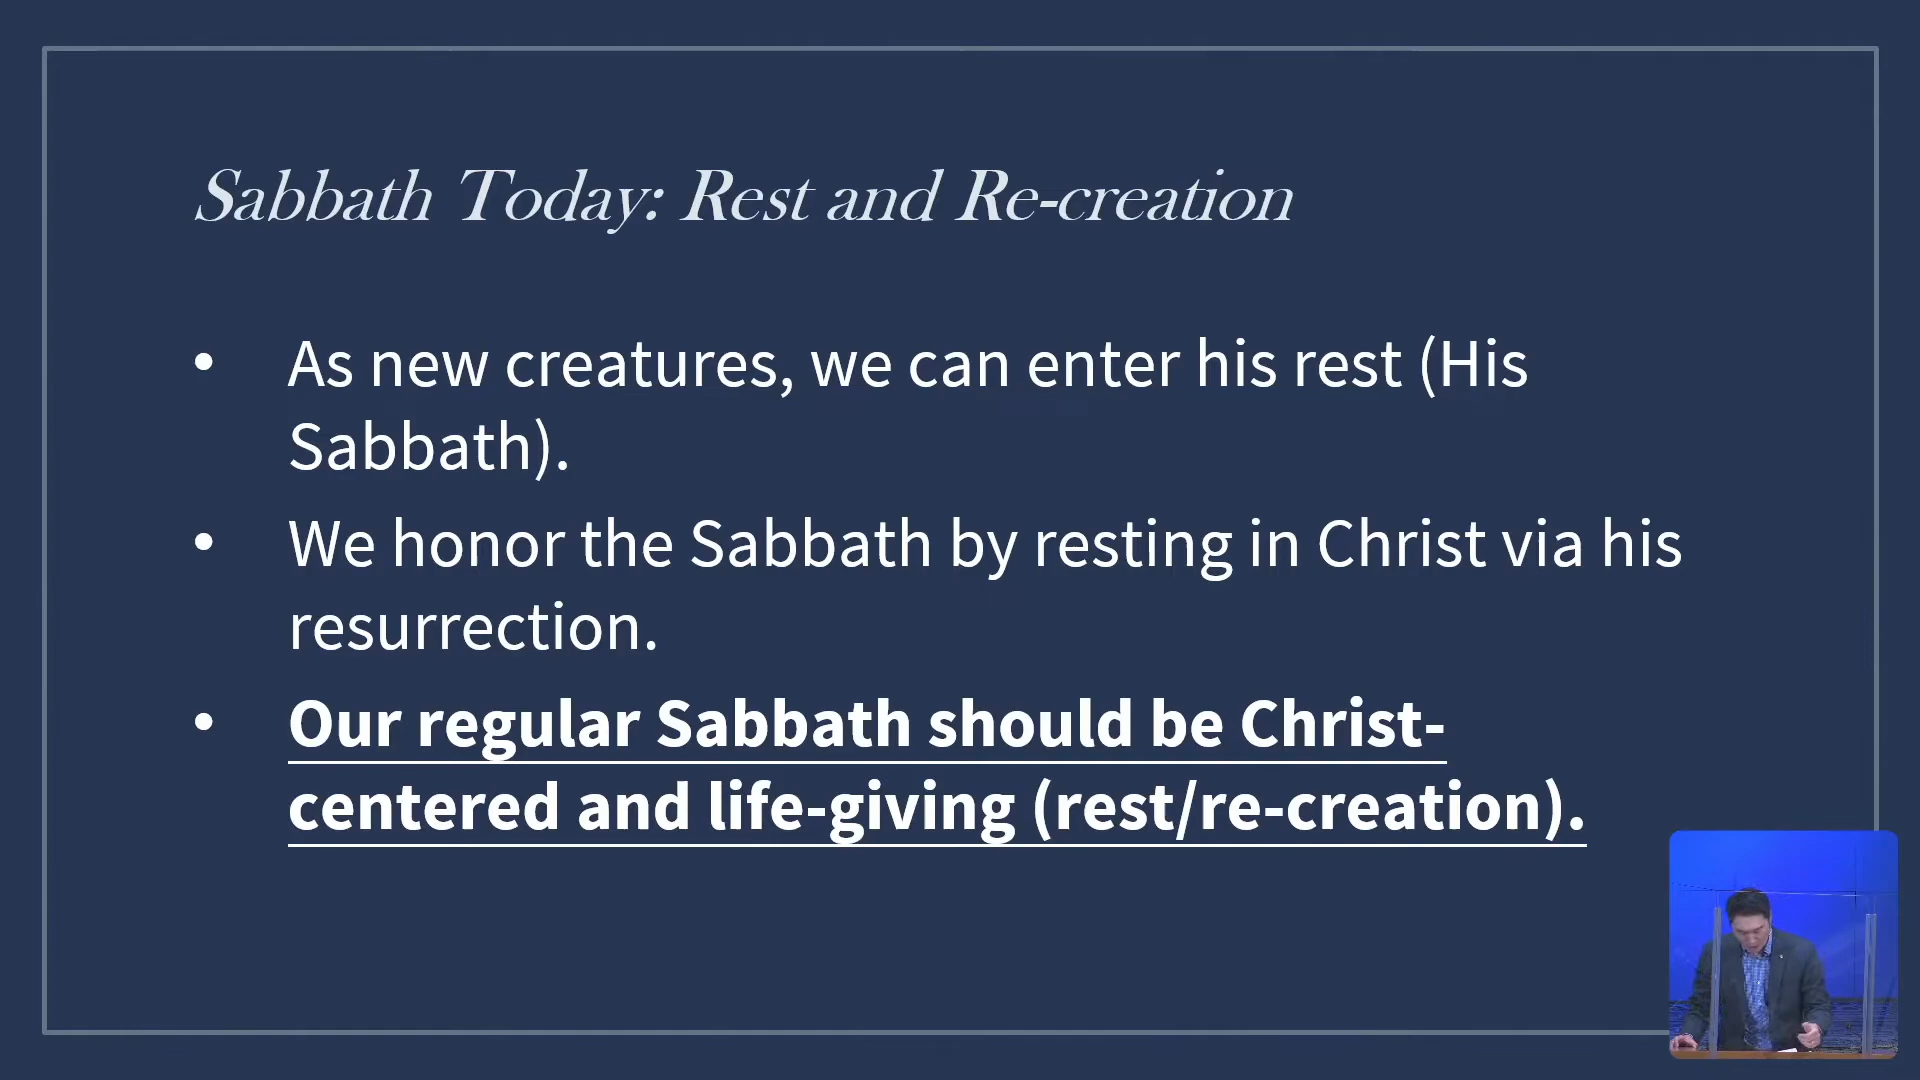 Sabbath Today: Rest and Re-creation
• As new creatures, we can enter his rest (His
Sabbath).
• We honor the Sabbath by resting in Christ via his
resurrection.
• Our regular Sabbath should be Christ-
centered and life-giving (rest/re-creation).